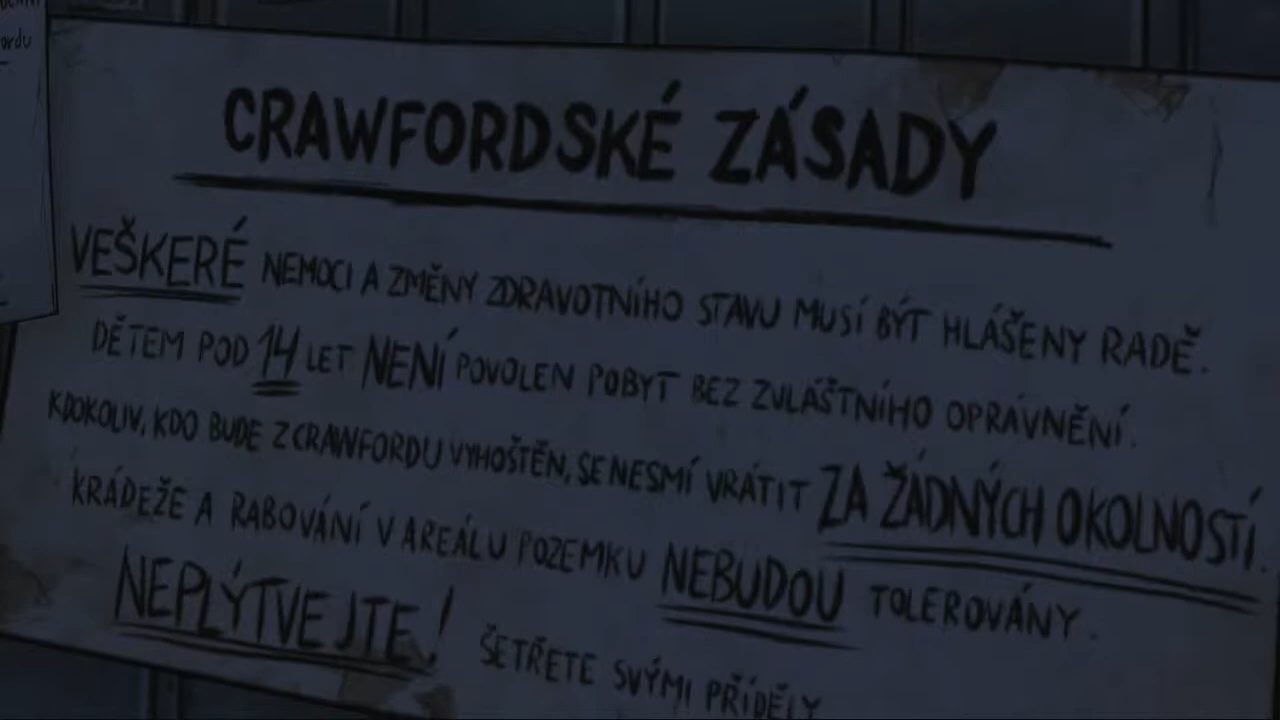 ordu
CRAWFORDSKÉ ZÁSADY
VEŠKERÉ NEMOCI A ZMĚNY ZDRAVOTNÍHO STAVU MUSÍ BÝT HLÁŠENY RADĚ.
DĚTEM POD 14 LET NENÍ POVOLEN POBYT BEZ ZVLÁŠTNÍHO OPRÁVNĚNÍ.
KDOKOLIV, KDO BUDE Z CRAWFORDU VYHOŠTĚN, SE NESMÍ VRÁTIT ZA ŽÁDNÝCH OKOLNOSTÍ.
KRÁDEŽE A RABOVÁNÍ V AREÁLU POZEMKU NEBUDOU TOLEROVÁNY.
NEPLÝTVEJTE! ŠETŘETE SVÝMI PŘÍDĚLY